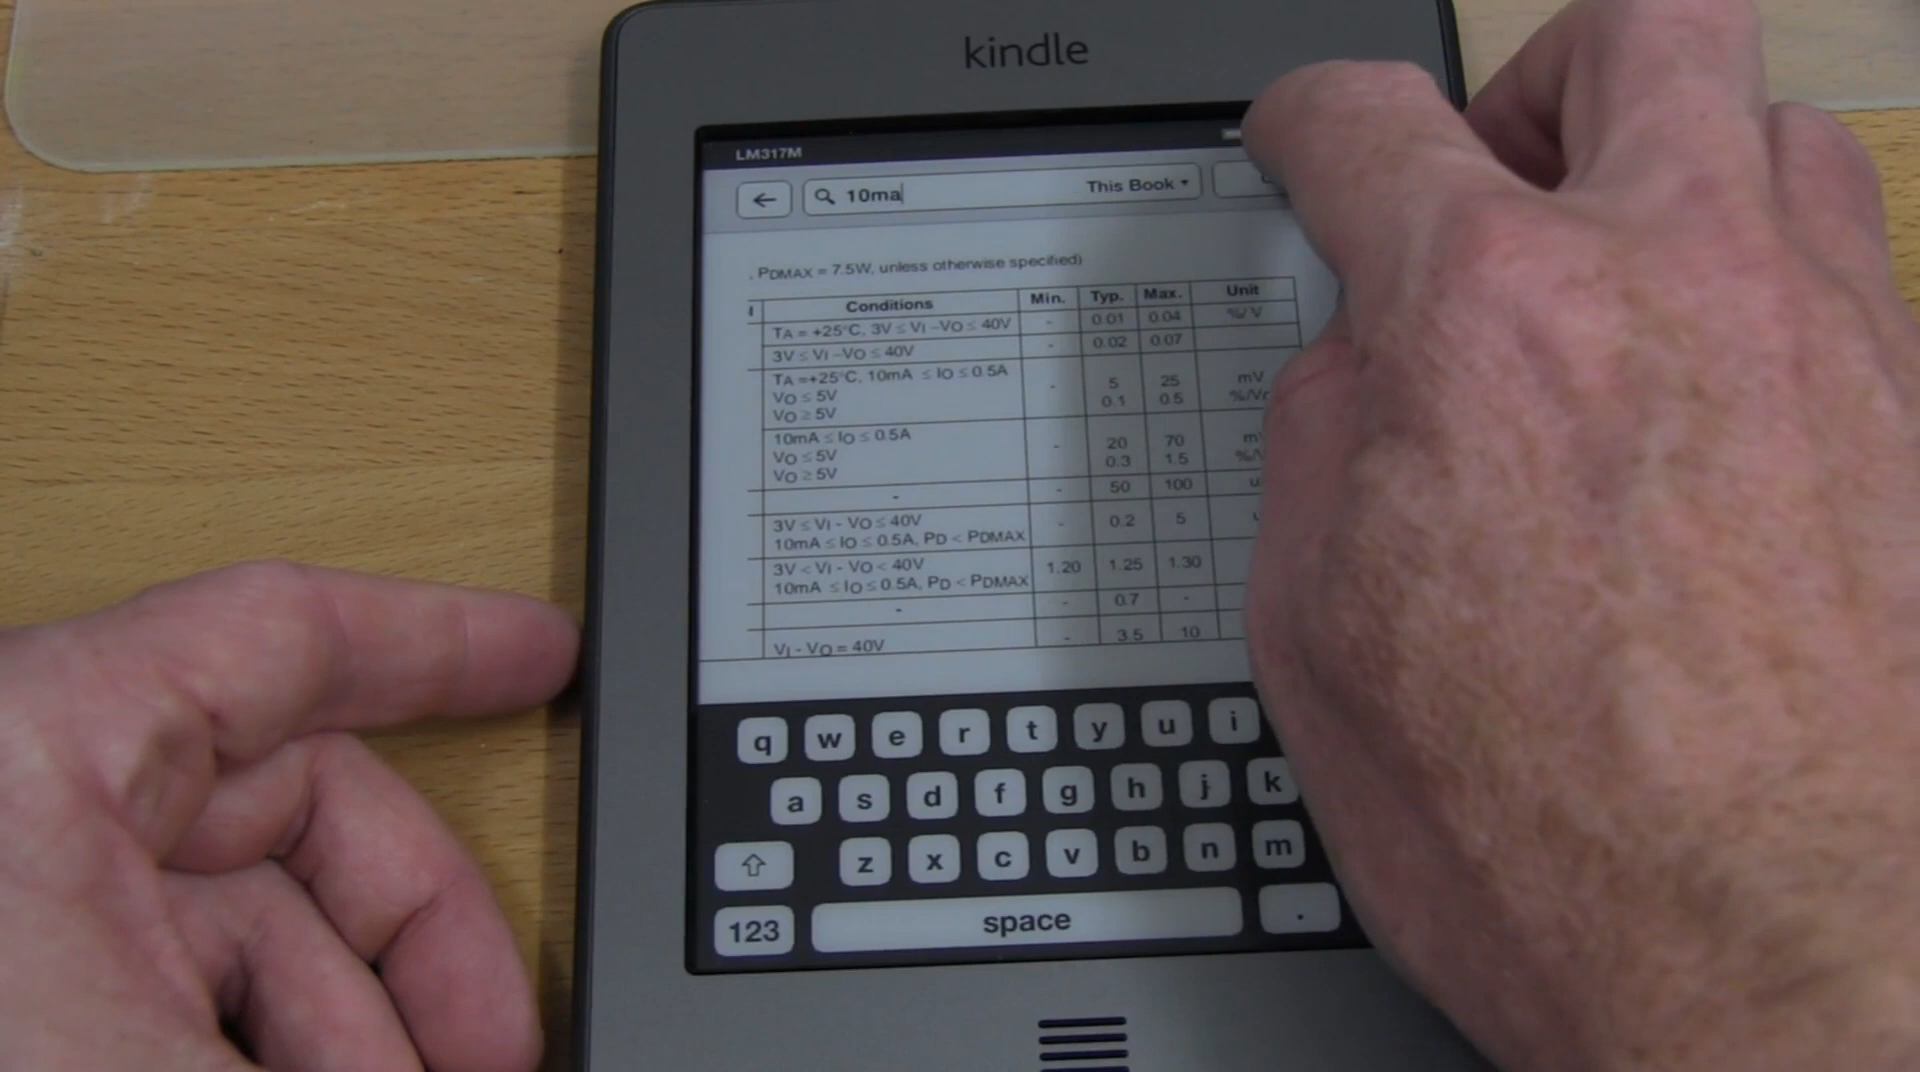 kindle
LM317M
10ma This Book
, PDMAX = 7.5W, unless otherwise specified)
Conditions Min. Typ. Max. Unit
TA = +25°C, 3V ≤ VI –VO ≤ 40V - 0.01 0.04 %/ V
3V ≤ VI –VO ≤ 40V - 0.02 0.07
TA =+25°C, 10mA ≤ IO ≤ 0.5A
VO ≤ 5V - 5 25 mV
VO ≥ 5V 0.1 0.5
10mA ≤ IO ≤ 0.5A
VO ≤ 5V - 20 70
VO ≥ 5V 0.3 1.5
- - 50 100
3V ≤ VI - VO ≤ 40V - 0.2 5
10mA ≤ IO ≤ 0.5A, PD < PDMAX
3V < VI - VO < 40V 1.20 1.25 1.30
10mA ≤ IO ≤ 0.5A, PD < PDMAX
- - 0.7 -
VI - VO = 40V - 3.5 10
q w e r t y u i
a s d f g h j k
z x c v b n m
123 space .